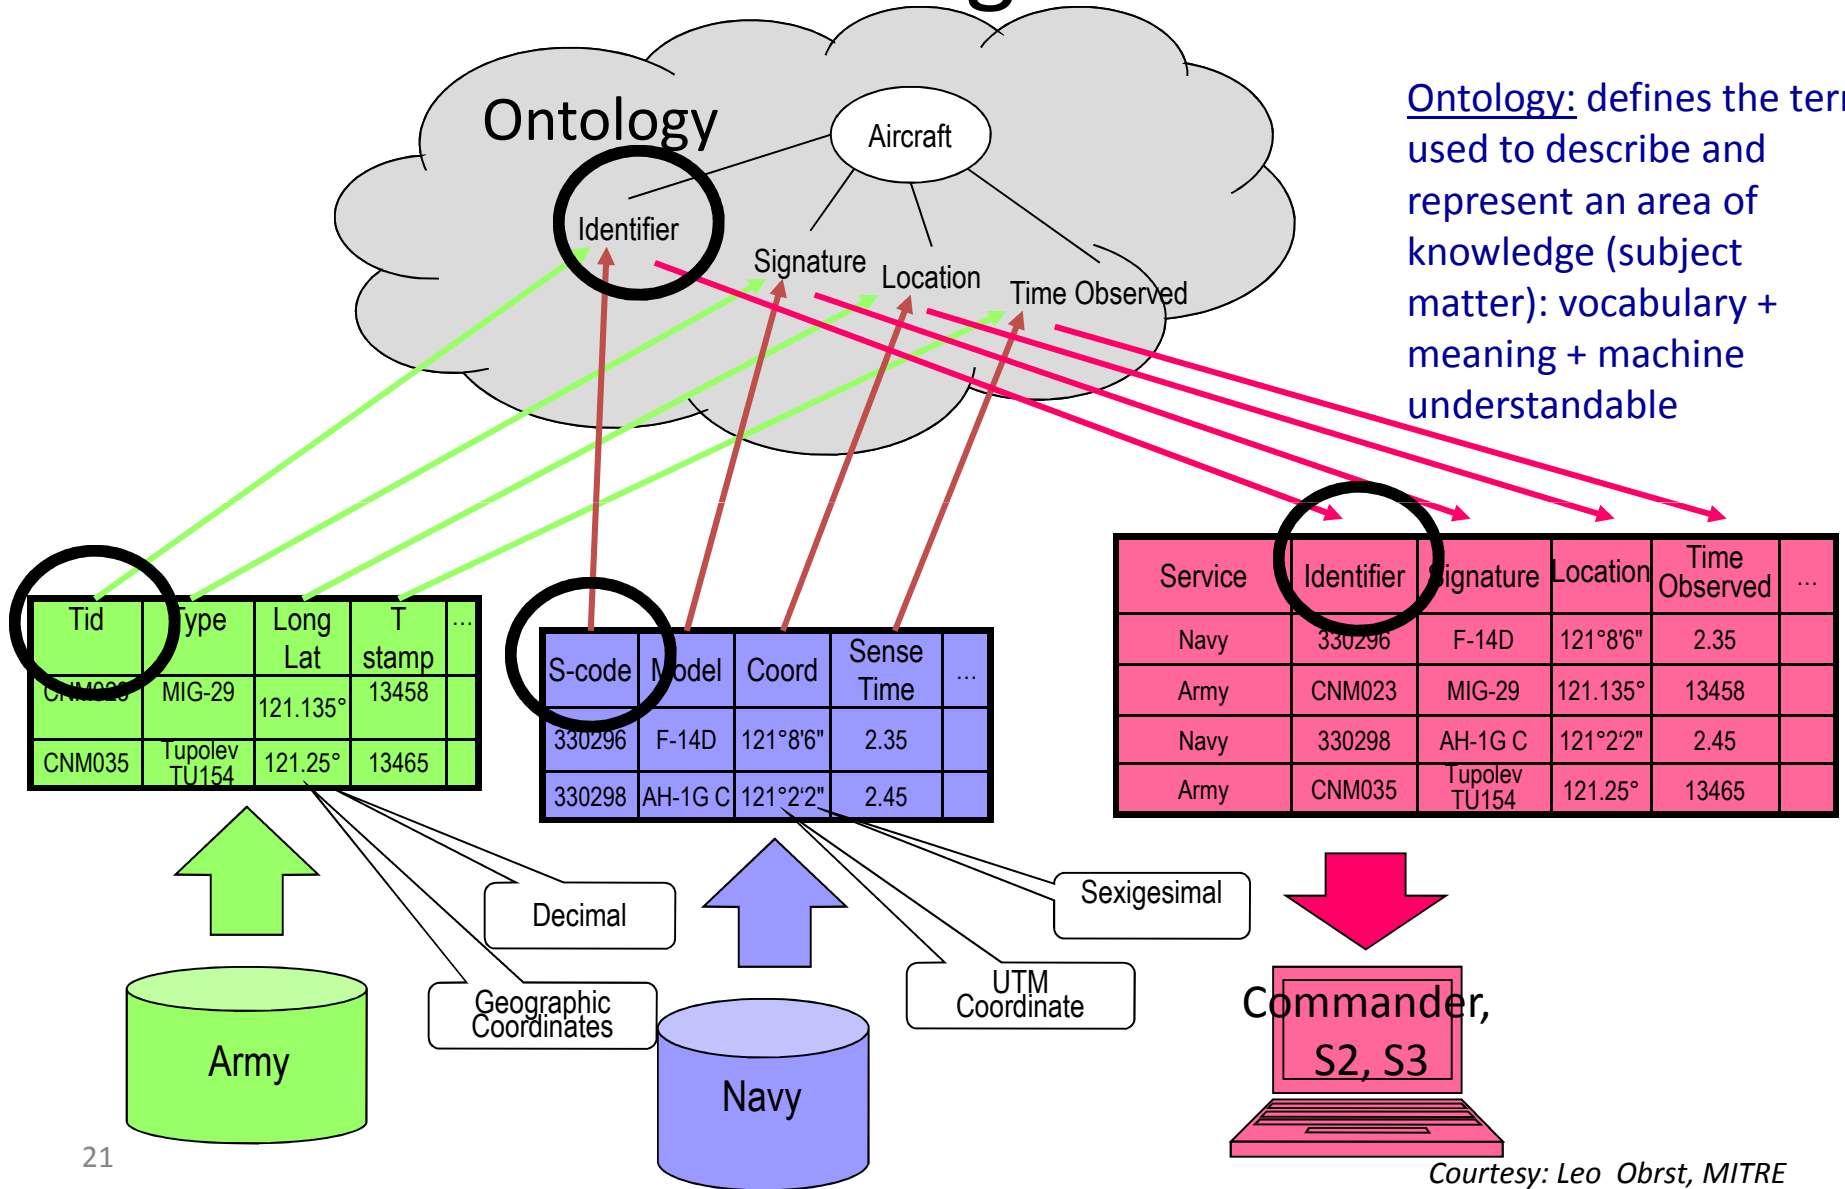 Ontology
Aircraft
Identifier
Signature
Location
Time Observed
Ontology: defines the
used to describe and
represent an area of
knowledge (subject
matter): vocabulary +
meaning + machine
understandable
Tid Type Long T ...
Lat stamp
MIG-29 121.135° 13458
CNM035 Tupolev 121.25° 13465
TU154
S-code Model Coord Sense ...
Time
330296 F-14D 121°8'6" 2.35
330298 AH-1G C 121°2'2" 2.45
Service Identifier Signature Location Time ...
Observed
Navy 330296 F-14D 121°8'6" 2.35
Army CNM023 MIG-29 121.135° 13458
Navy 330298 AH-1G C 121°2'2" 2.45
Army CNM035 Tupolev 121.25° 13465
TU154
Decimal
Geographic
Coordinates
Sexigesimal
UTM
Coordinate
Army
Navy
Commander,
S2, S3
21
Courtesy: Leo Obrst, MITRE